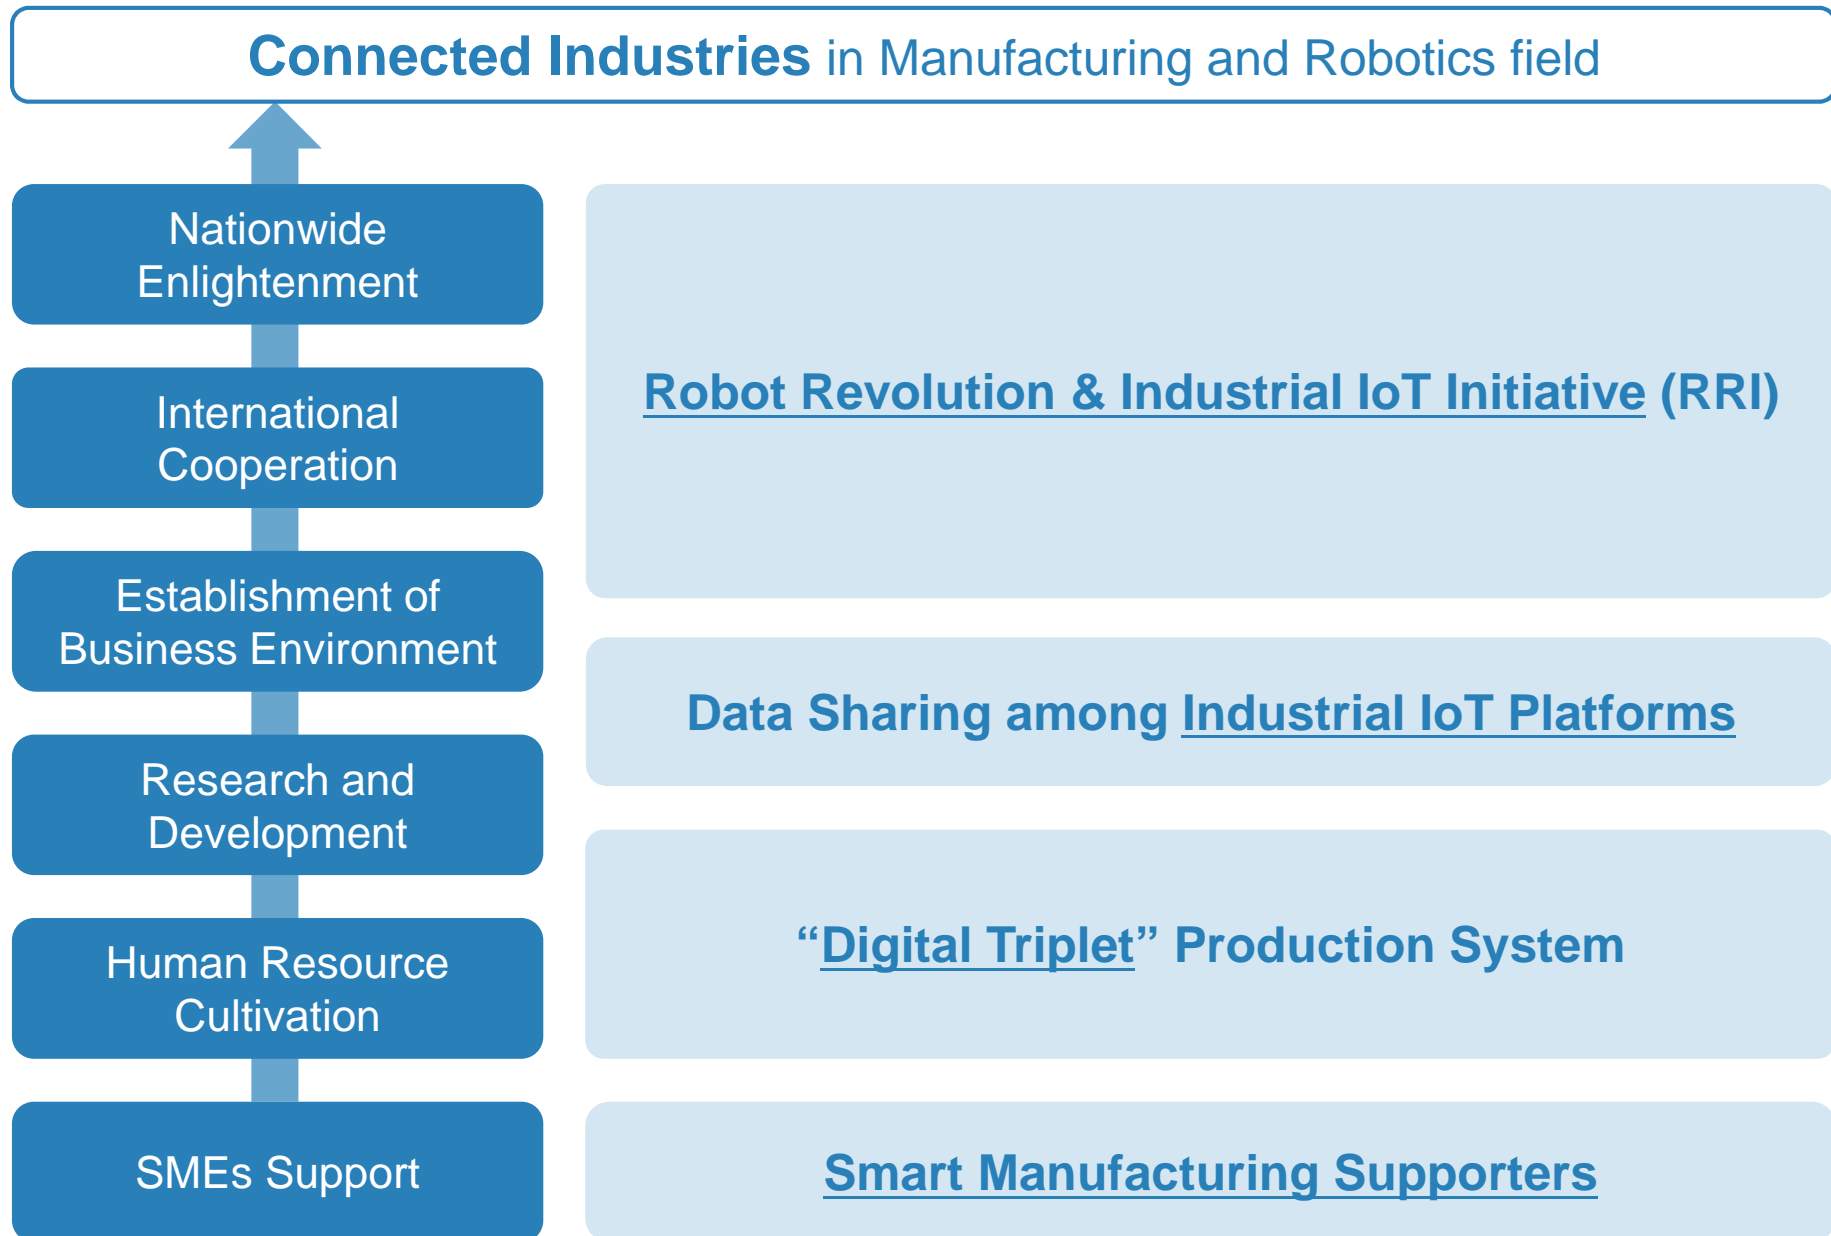 Connected Industries in Manufacturing and Robotics field
Nationwide
Enlightenment
International
Cooperation
Establishment of
Business Environment
Research and
Development
Human Resource
Cultivation
SMEs Support
Robot Revolution & Industrial IoT Initiative (RRI)
Data Sharing among Industrial IoT Platforms
“Digital Triplet” Production System
Smart Manufacturing Supporters